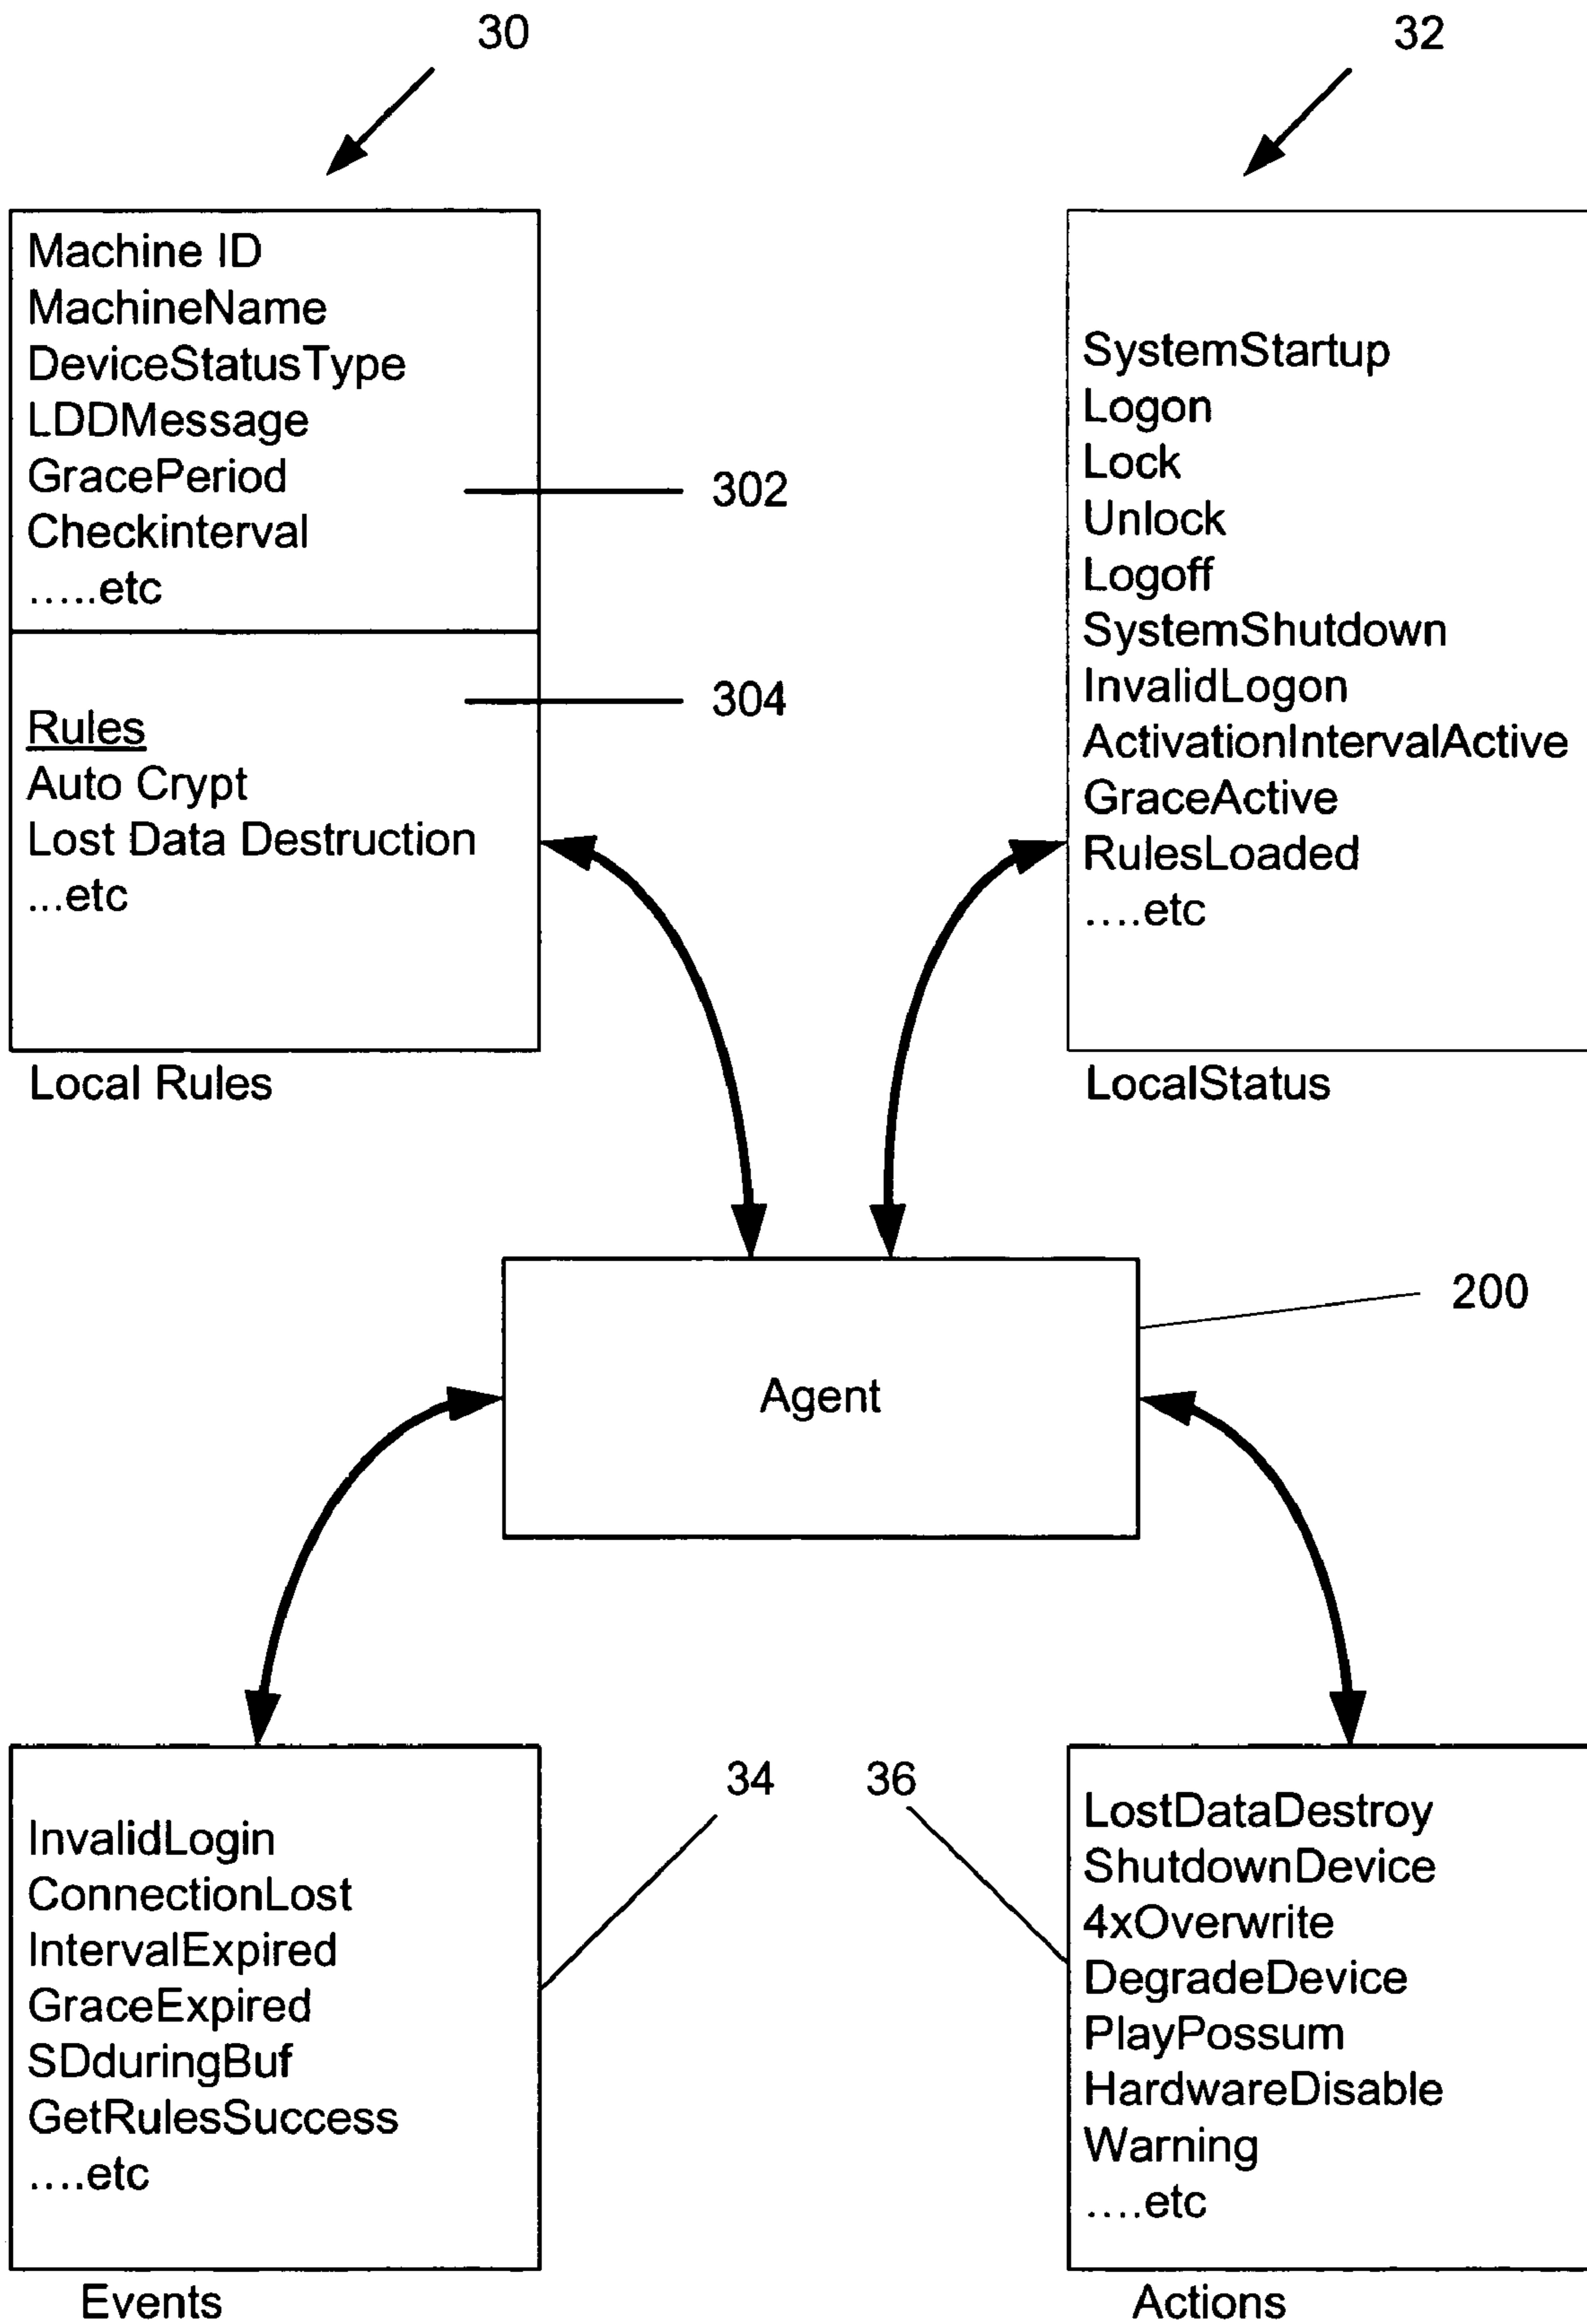 30
32
Machine ID
MachineName
DeviceStatusType
LDDMessage
GracePeriod
Checkinterval
.....etc
302
304
Rules
Auto Crypt
Lost Data Destruction
...etc
Local Rules
SystemStartup
Logon
Lock
Unlock
Logoff
SystemShutdown
InvalidLogon
ActivationIntervalActive
GraceActive
RulesLoaded
....etc
LocalStatus
200
Agent
34
36
InvalidLogin
ConnectionLost
IntervalExpired
GraceExpired
SDduringBuf
GetRulesSuccess
....etc
Events
LostDataDestroy
ShutdownDevice
4xOverwrite
DegradeDevice
PlayPossum
HardwareDisable
Warning
....etc
Actions